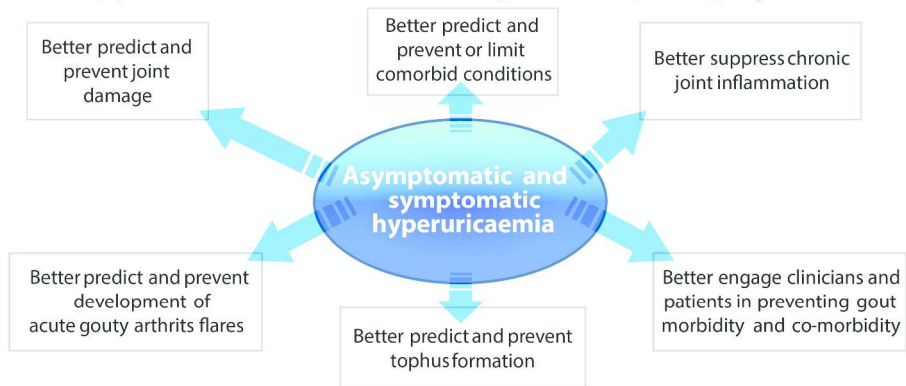 Better predict and
prevent joint
damage
Better predict and
prevent or limit
comorbid conditions
Better suppress chronic
joint inflammation
Asymptomatic and
symptomatic
hyperuricaemia
Better predict and prevent
development of
acute gouty arthrits flares
Better predict and prevent
tophus formation
Better engage clinicians and
patients in preventing gout
morbidity and co-morbidity